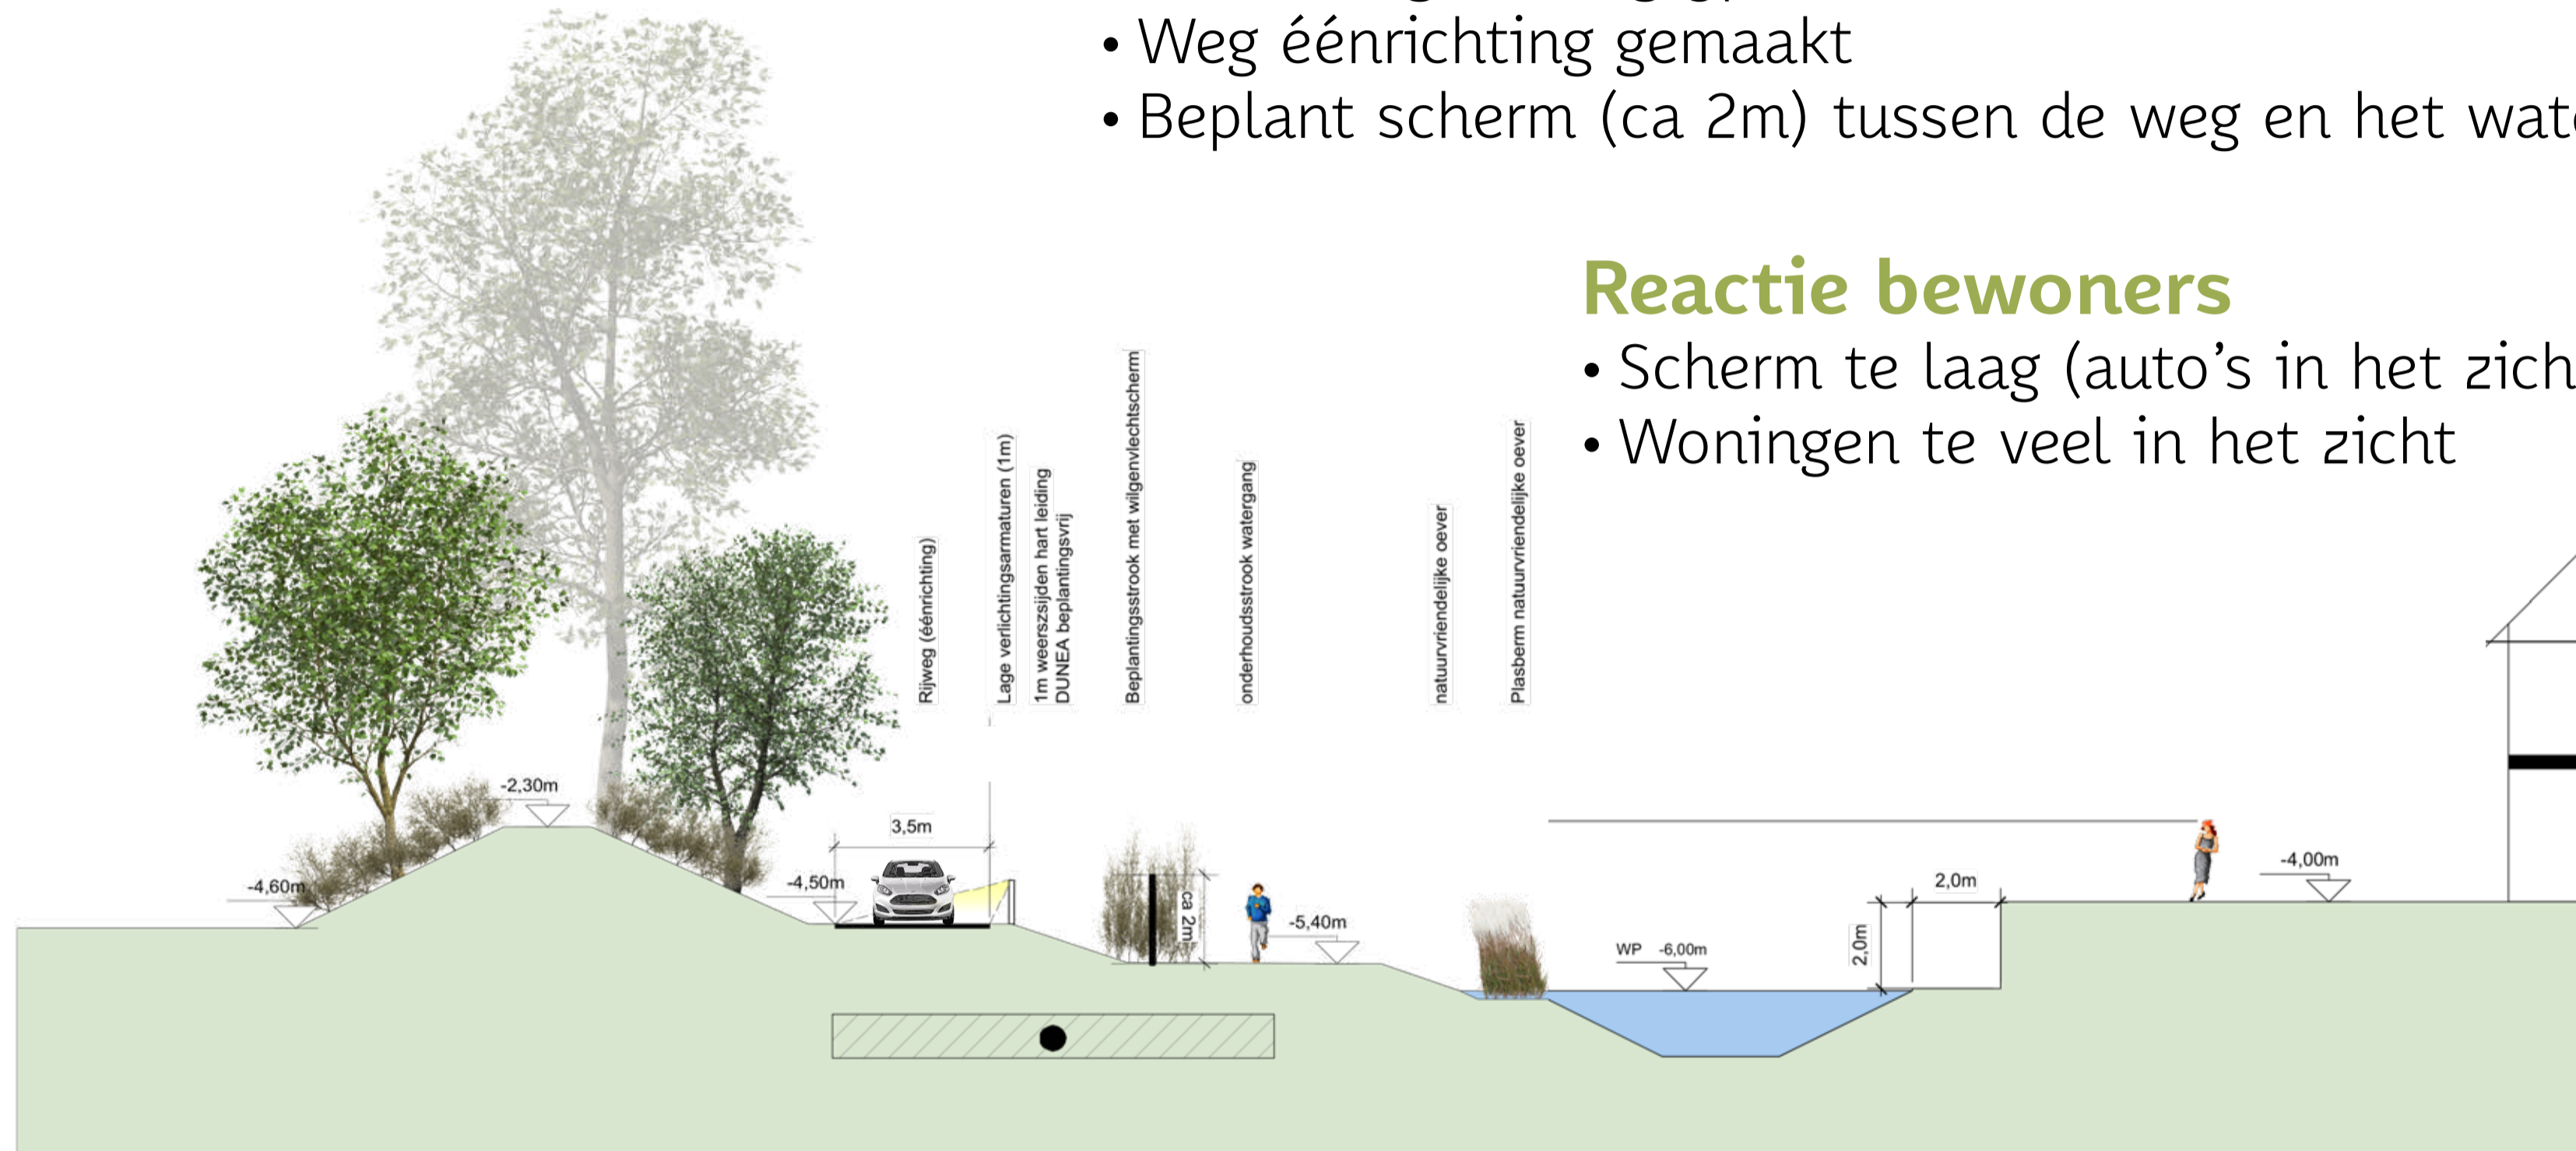 • Weg éénrichting gemaakt
• Beplant scherm (ca 2m) tussen de weg en het
Reactie bewoners
• Scherm te laag (auto's in het
• Woningen te veel in het zicht
Rijweg (éénrichting)
Lage verlichtingsarmaturen (1m)
1m weerszsijden hart leiding
DUNEA beplantingsvrij
Beplantingsstrook met wilgenvlechtscherm
onderhoudsstrook watergang
natuurvriendelijke oever
Plasberm natuurvriendelijke oever
-2,30m
3,5m
-4,60m
-4,50m
ca 2m
-5,40m
WP -6,00m
2,0m
2,0m
-4,00m